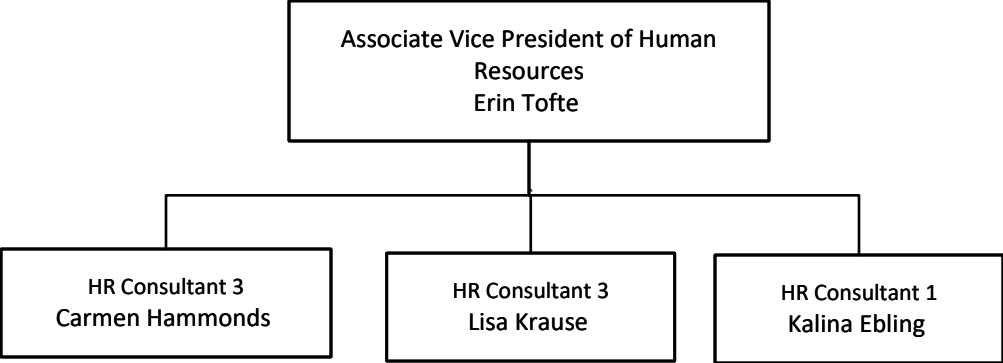 Associate Vice President of Human
Resources
Erin Tofte
HR Consultant 3
Carmen Hammonds
HR Consultant 3
Lisa Krause
HR Consultant 1
Kalina Ebling